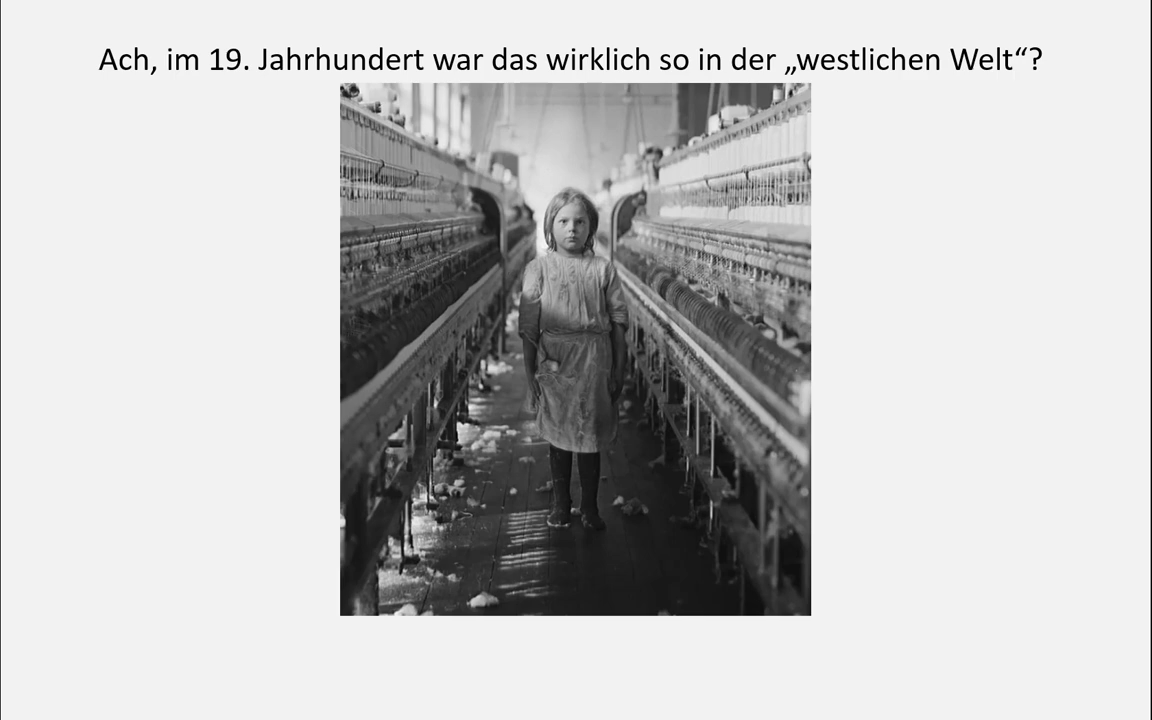 Ach, im 19. Jahrhundert war das wirklich so in der „westlichen Welt“?